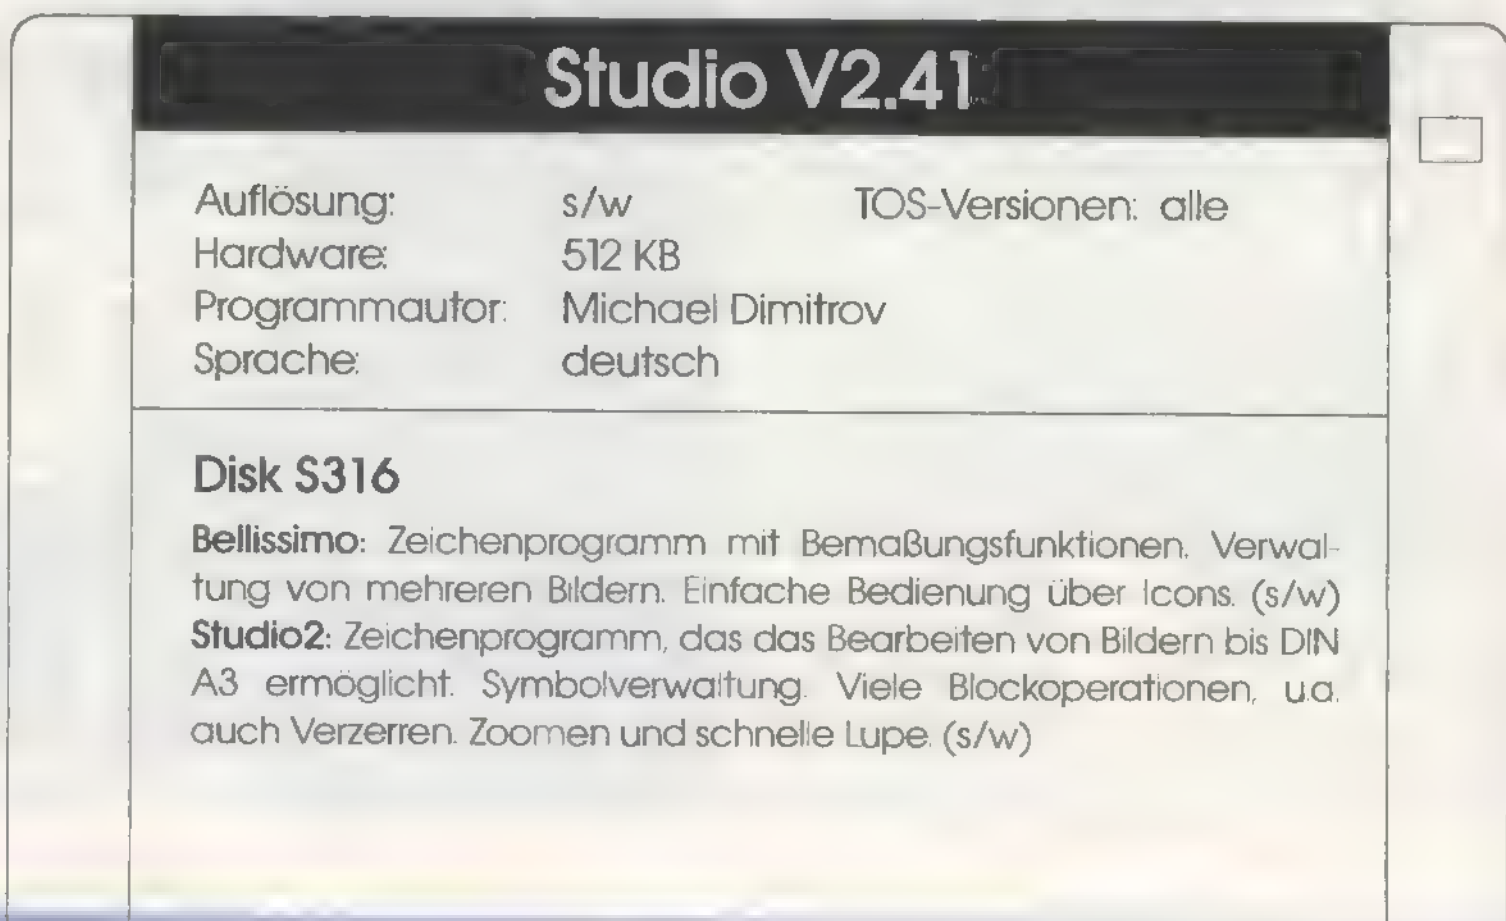 Studio V2.41
Auflösung: s/w TOS-Versionen: alle
Hardware: 512 KB
Programmautor: Michael Dimitrov
Sprache: deutsch
Disk S316
Bellissimo: Zeichenprogramm mit Bemaßungsfunktionen. Verwal-
tung von mehreren Bildern. Einfache Bedienung über Icons. (s/w)
Studio2: Zeichenprogramm, das das Bearbeiten von Bildern bis DIN
A3 ermöglicht. Symbolverwaltung. Viele Blockoperationen, u.a.
auch Verzerren. Zoomen und schnelle Lupe. (s/w)